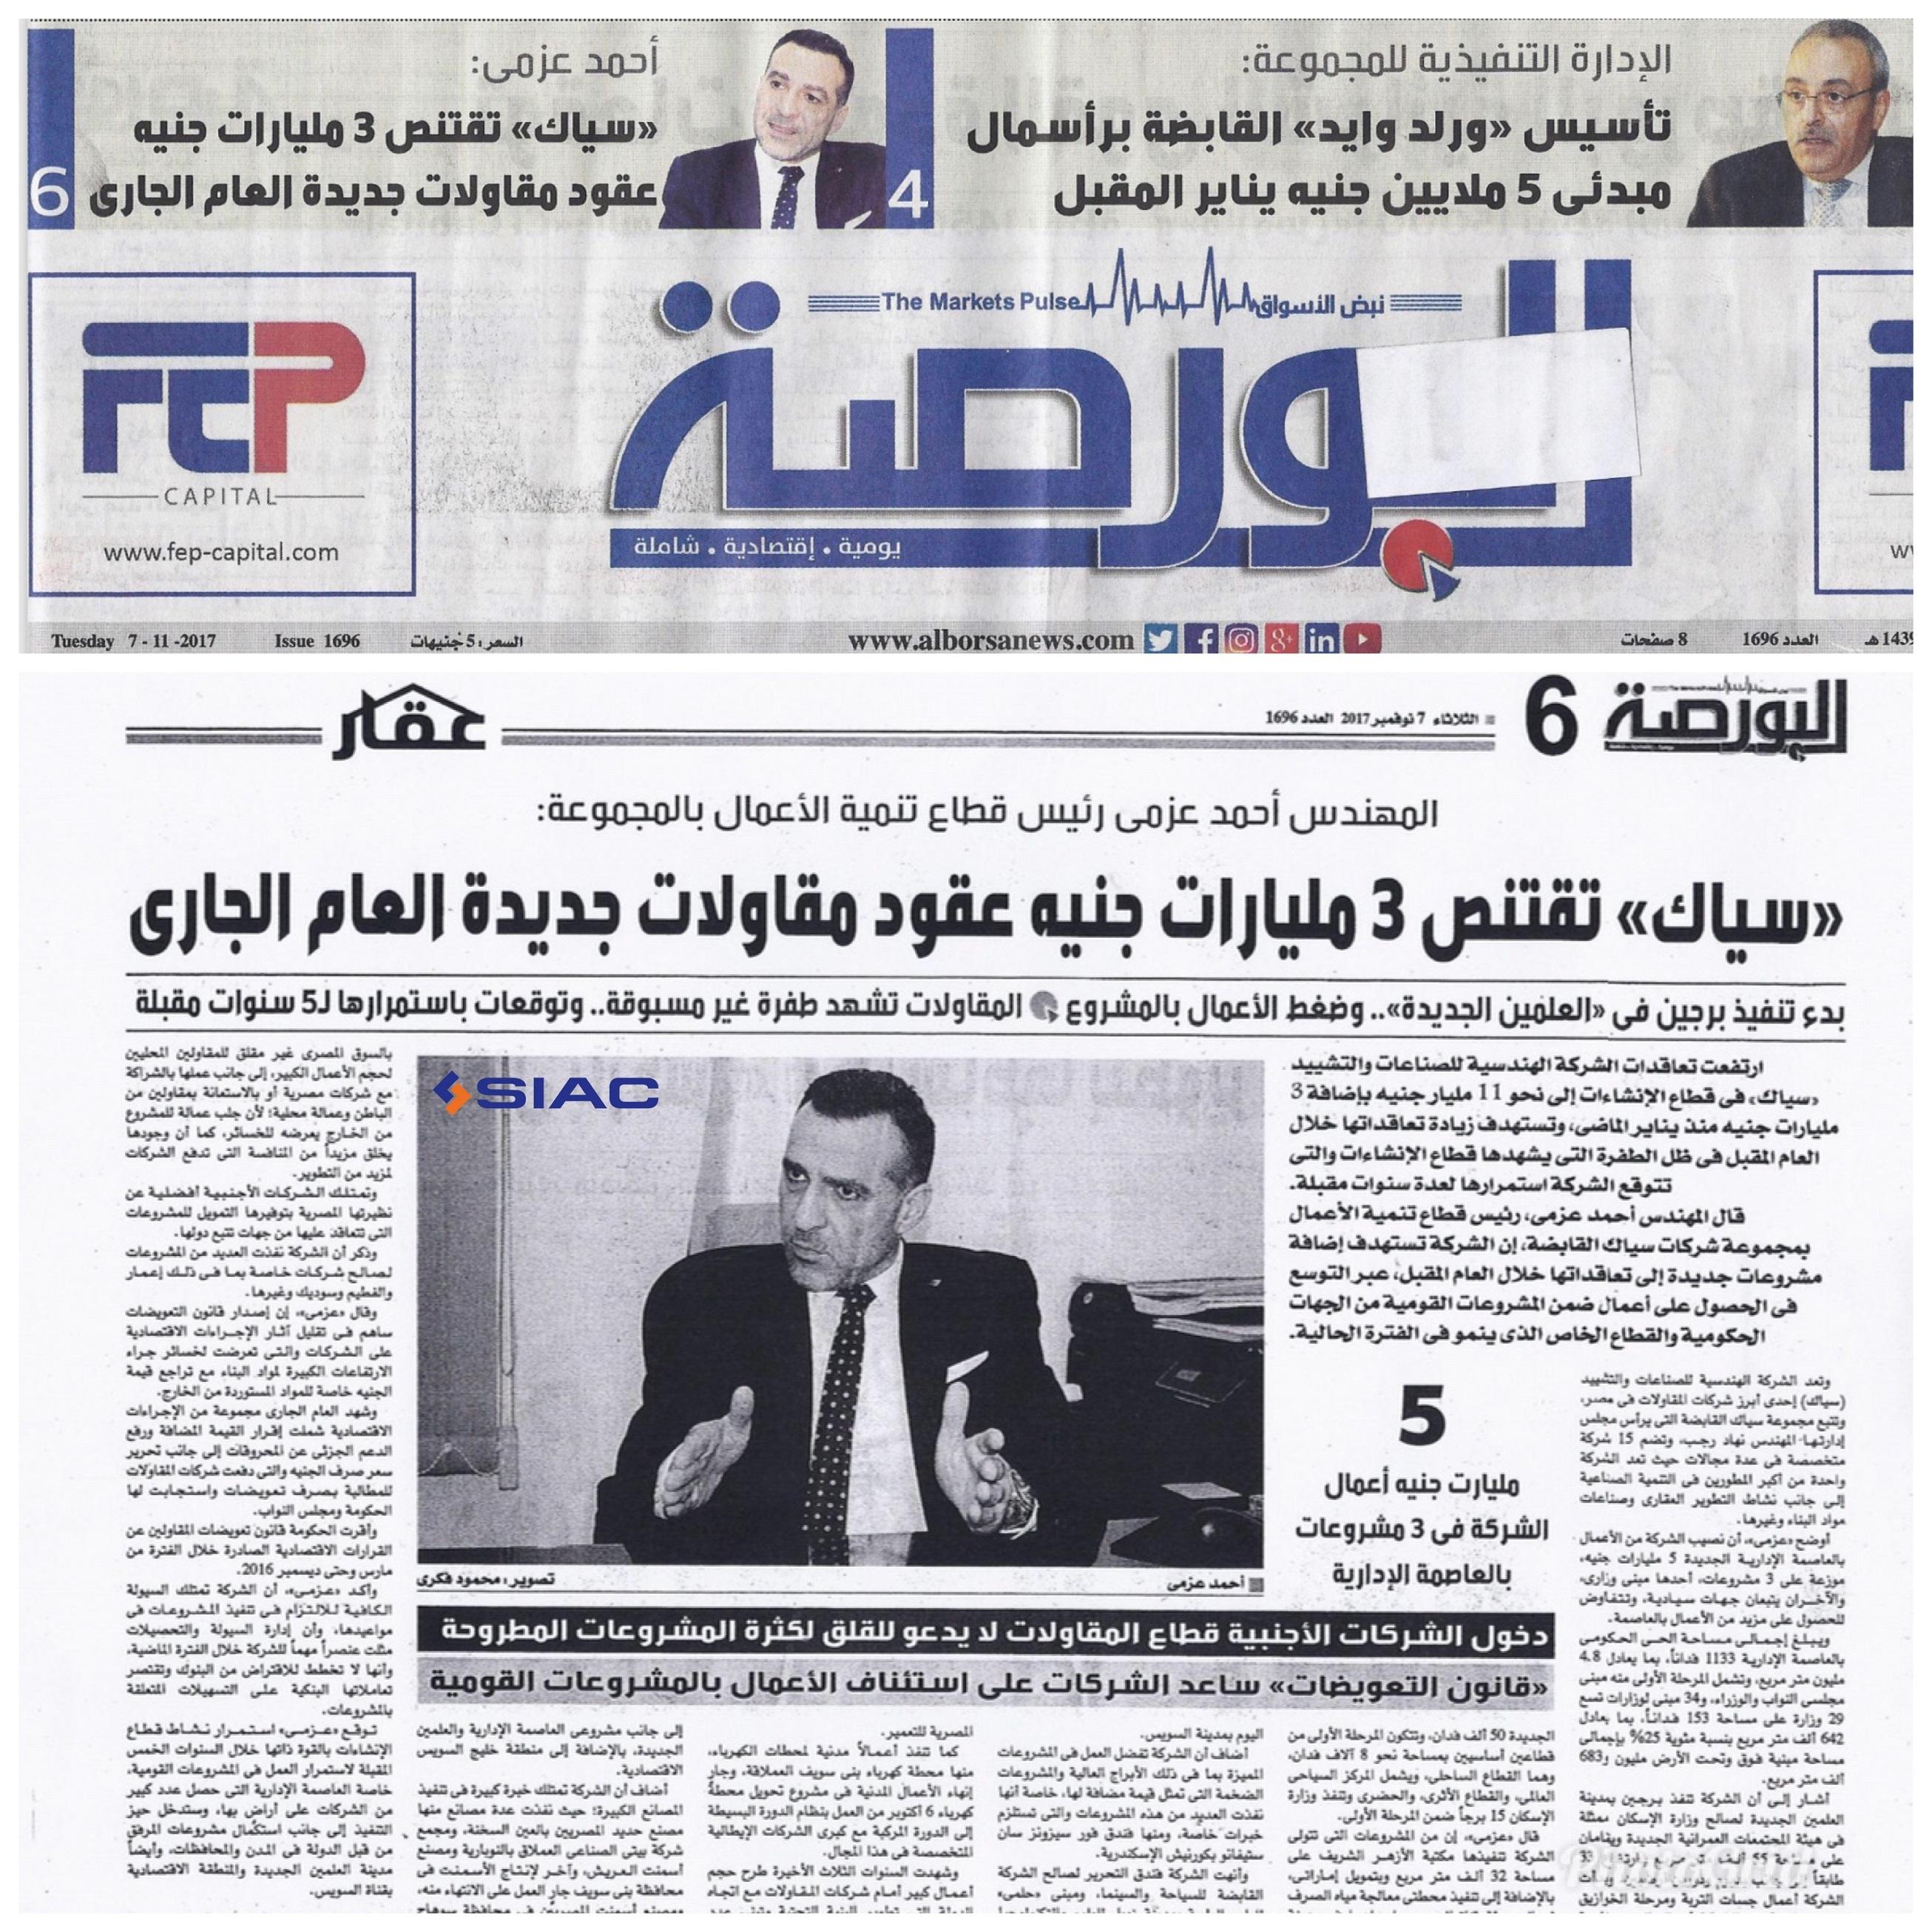 الإدارة التنفيذية للمجموعة:
تأسيس «ورلد وايد» القابضة برأسمال
مبدئى 5 ملايين جنيه يناير المقبل
4
أحمد عزمى:
«سياك» تقتنص 3 مليارات جنيه
عقود مقاولات جديدة العام الجارى
6
The Markets Pulse نبض الأسواق
البورصة
يومية . إقتصادية . شاملة
FEP
CAPITAL
www.fep-capital.com
Tuesday 7 - 11 -2017 Issue 1696 السعر: 5 جنيهات
www.alborsanews.com
8 صفحات العدد 1696
البورصة 6 الثلاثاء 7 نوفمبر 2017 العدد 1696
عقار
المهندس أحمد عزمى رئيس قطاع تنمية الأعمال بالمجموعة:
«سياك» تقتنص 3 مليارات جنيه عقود مقاولات جديدة العام الجارى
بدء تنفيذ برجين فى «العلمين الجديدة».. وضغط الأعمال بالمشروع المقاولات تشهد طفرة غير مسبوقة.. وتوقعات باستمرارها لـ5 سنوات مقبلة
ارتفعت تعاقدات الشركة الهندسية للصناعات والتشييد
«سياك» فى قطاع الإنشاءات إلى نحو 11 مليار جنيه بإضافة 3
مليارات جنيه منذ يناير الماضى، وتستهدف زيادة تعاقداتها خلال
العام المقبل فى ظل الطفرة التى يشهدها قطاع الإنشاءات والتى
تتوقع الشركة استمرارها لعدة سنوات مقبلة.
قال المهندس أحمد عزمى، رئيس قطاع تنمية الأعمال
بمجموعة شركات سياك القابضة، إن الشركة تستهدف إضافة
مشروعات جديدة إلى تعاقداتها خلال العام المقبل، عبر التوسع
فى الحصول على أعمال ضمن المشروعات القومية من الجهات
الحكومية والقطاع الخاص الذى ينمو فى الفترة الحالية.
وتعد الشركة الهندسية للصناعات والتشييد
(سياك) إحدى أبرز شركات المقاولات فى مصر،
وتتبع مجموعة سياك القابضة التى يرأس مجلس
إدارتها المهندس نهاد رجب، وتضم 15 شركة
متخصصة فى عدة مجالات حيث تعد الشركة
واحدة من أكبر المطورين فى التنمية الصناعية
إلى جانب نشاط التطوير العقارى وصناعات
مواد البناء وغيرها.
أوضح «عزمى»، أن نصيب الشركة من الأعمال
بالعاصمة الإدارية الجديدة 5 مليارات جنيه،
موزعة على 3 مشروعات، أحدها مبنى وزارى،
والآخران يتبعان جهات سيادية، وتتفاوض
للحصول على مزيد من الأعمال بالعاصمة.
ويبلغ إجمالى مساحة الحى الحكومى
بالعاصمة الإدارية 1133 فداناً، بما يعادل 4.8
مليون متر مربع، وتشمل المرحلة الأولى منه مبنى
مجلسى النواب والوزراء، و34 مبنى لوزارات تسع
29 وزارة على مساحة 153 فداناً، بما يعادل
642 ألف متر مربع بنسبة مئوية 25% بإجمالى
مساحة مبنية فوق وتحت الأرض مليون و683
ألف متر مربع.
أشار إلى أن الشركة تنفذ برجين بمدينة
العلمين الجديدة لصالح وزارة الإسكان ممثلة
فى هيئة المجتمعات العمرانية الجديدة ويقامان
الشركة أعمال جسات التربة ومرحلة الخوازيق
5
مليارت جنيه أعمال
الشركة فى 3 مشروعات
بالعاصمة الإدارية
SIAC
أحمد عزمى
تصوير: محمود فكرى
دخول الشركات الأجنبية قطاع المقاولات لا يدعو للقلق لكثرة المشروعات المطروحة
«قانون التعويضات» ساعد الشركات على استئناف الأعمال بالمشروعات القومية
الجديدة 50 ألف فدان، وتتكون المرحلة الأولى من
قطاعين أساسيين بمساحة نحو 8 آلاف فدان،
وهما القطاع الساحلى، ويشمل المركز السياحى
العالمى، والقطاع الأثرى، والحضرى وتنفذ وزارة
الإسكان 15 برجاً ضمن المرحلة الأولى.
قال «عزمى»، إن من المشروعات التى تتولى
الشركة تنفيذها مكتبة الأزهر الشريف على
مساحة 32 ألف متر مربع وبتمويل إماراتى،
بالإضافة إلى تنفيذ محطتى معالجة مياه الصرف
اليوم بمدينة السويس.
أضاف أن الشركة تفضل العمل فى المشروعات
المميزة بما فى ذلك الأبراج العالية والمشروعات
الضخمة التى تمثل قيمة مضافة لها، خاصة أنها
نفذت العديد من هذه المشروعات والتى تستلزم
خبرات خاصة، ومنها فندق فور سيزونز سان
ستيفانو بكورنيش الإسكندرية.
وأنهت الشركة فندق التحرير لصالح الشركة
القابضة للسياحة والسينما، ومبنى «حلمى»
المصرية للتعمير.
كما تنفذ أعمالاً مدنية لمحطات الكهرباء،
منها محطة كهرباء بنى سويف العملاقة، وجار
إنهاء الأعمال المدنية فى مشروع تحويل محطة
كهرباء 6 أكتوبر من العمل بنظام الدورة البسيطة
إلى الدورة المركبة مع كبرى الشركات الإيطالية
المتخصصة فى هذا المجال.
وشهدت السنوات الثلاث الأخيرة طرح حجم
أعمال كبير أمام شركات المقاولات مع اتجاه
إلى جانب مشروعى العاصمة الإدارية والعلمين
الجديدة، بالإضافة إلى منطقة خليج السويس
الاقتصادية.
أضاف أن الشركة تمتلك خبرة كبيرة فى تنفيذ
المصانع الكبيرة؛ حيث نفذت عدة مصانع منها
مصنع حديد المصريين بالعين السخنة، ومجمع
شركة بيتى الصناعى العملاق بالنوبارية ومصنع
أسمنت العريش، وآخر لإنتاج الأسمنت فى
محافظة بنى سويف جارٍ العمل على الانتهاء منه،
ومصنع أسمنت المصريين فى محافظة سوهاج
بالسوق المصرى غير مقلق للمقاولين المحليين
لحجم الأعمال الكبير، إلى جانب عملها بالشراكة
مع شركات مصرية أو بالاستعانة بمقاولين من
الباطن وعمالة محلية؛ لأن جلب عمالة للمشروع
من الخارج يعرضه للخسائر، كما أن وجودها
يخلق مزيداً من المنافسة التى تدفع الشركات
لمزيد من التطوير.
وتمتلك الشركات الأجنبية أفضلية عن
نظيرتها المصرية بتوفيرها التمويل للمشروعات
التى تتعاقد عليها من جهات تتبع دولها.
وذكر أن الشركة نفذت العديد من المشروعات
لصالح شركات خاصة بما فى ذلك إعمار
والفطيم وسوديك وغيرها.
وقال «عزمى»، إن إصدار قانون التعويضات
ساهم فى تقليل آثار الإجراءات الاقتصادية
على الشركات والتى تعرضت لخسائر جراء
الارتفاعات الكبيرة لمواد البناء مع تراجع قيمة
الجنيه خاصة للمواد المستوردة من الخارج.
وشهد العام الجارى مجموعة من الإجراءات
الاقتصادية شملت إقرار القيمة المضافة ورفع
الدعم الجزئى عن المحروقات إلى جانب تحرير
سعر صرف الجنيه والتى دفعت شركات المقاولات
للمطالبة بصرف تعويضات واستجابت لها
الحكومة ومجلس النواب.
وأقرت الحكومة قانون تعويضات المقاولين عن
القرارات الاقتصادية الصادرة خلال الفترة من
مارس وحتى ديسمبر 2016.
وأكد «عزمى»، أن الشركة تمتلك السيولة
الكافية للالتزام فى تنفيذ المشروعات فى
مواعيدها، وأن إدارة السيولة والتحصيلات
مثلت عنصراً مهماً للشركة خلال الفترة الماضية،
وأنها لا تخطط للاقتراض من البنوك وتقتصر
تعاملاتها البنكية على التسهيلات المتعلقة
بالمشروعات.
توقع «عزمى» استمرار نشاط قطاع
الإنشاءات بالقوة ذاتها خلال السنوات الخمس
المقبلة لاستمرار العمل فى المشروعات القومية،
خاصة العاصمة الإدارية التى حصل عدد كبير
من الشركات على أراضٍ بها، وستدخل حيز
التنفيذ إلى جانب استكمال مشروعات المرفق
من قبل الدولة فى المدن والمحافظات، وأيضاً
مدينة العلمين الجديدة والمنطقة الاقتصادية
بقناة السويس.